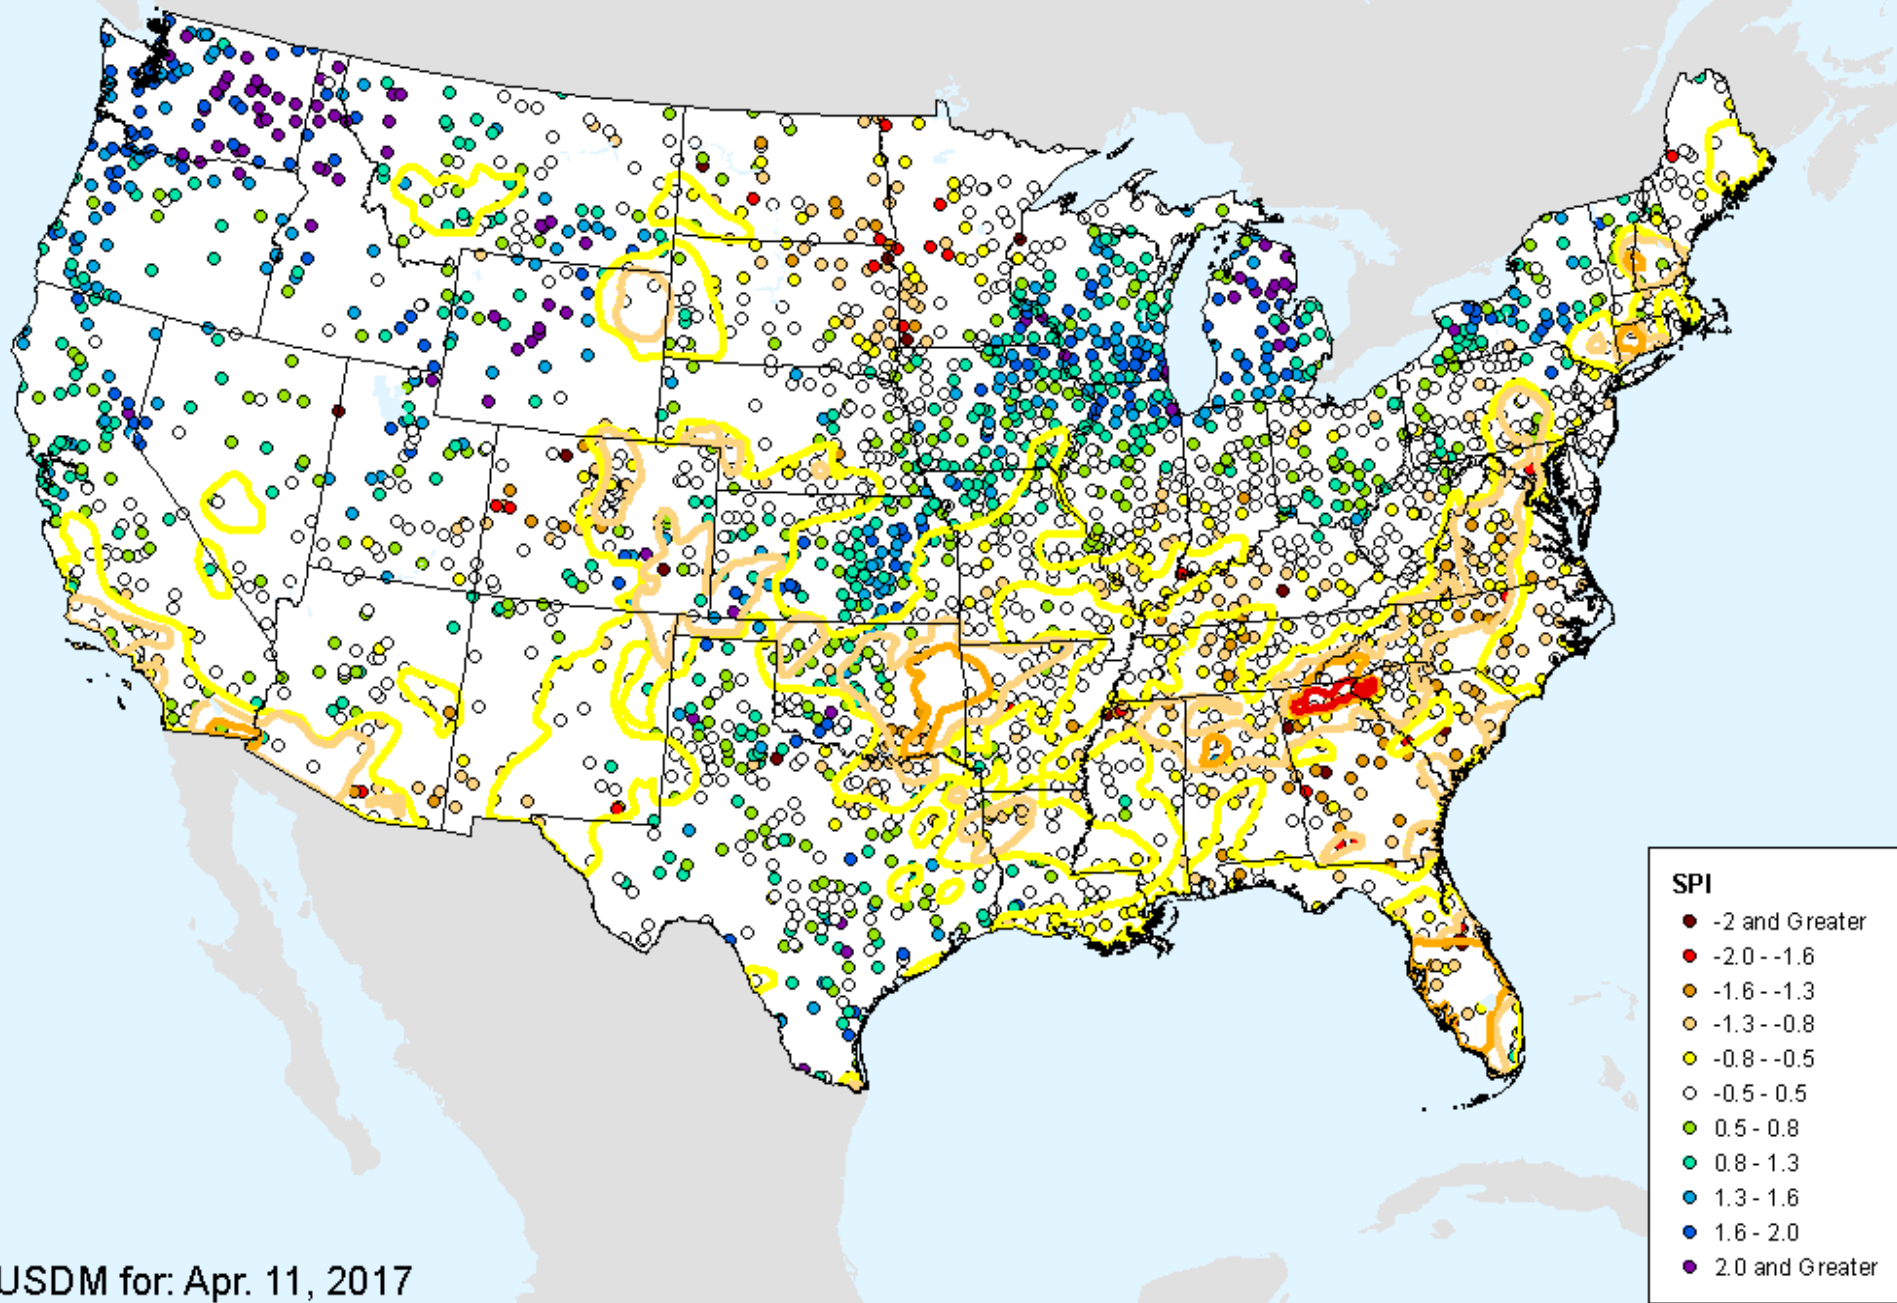 SPI
-2 and Greater
-2.0 - -1.6
-1.6 - -1.3
-1.3 - -0.8
-0.8 - -0.5
-0.5 - 0.5
0.5 - 0.8
0.8 - 1.3
1.3 - 1.6
1.6 - 2.0
2.0 and Greater
USDM for: Apr. 11, 2017